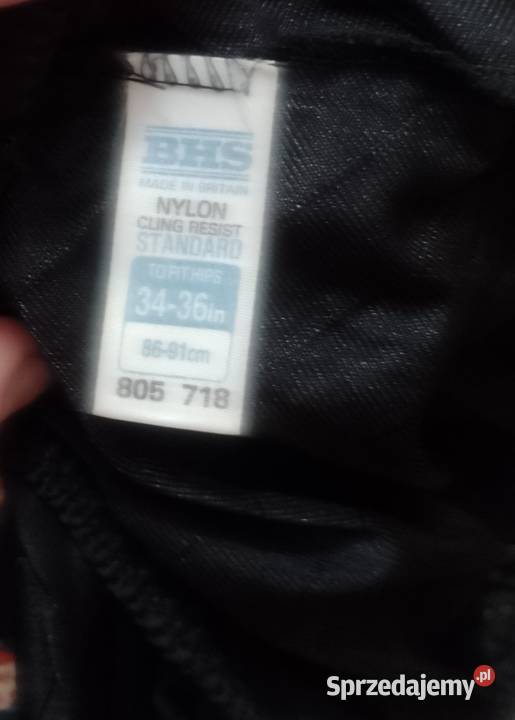 BHS
MADE IN BRITAIN
NYLON
CLING RESIST
STANDARD
TO FIT HIPS
34-36in
86-91cm
805 718
Sprzedajemy.pl